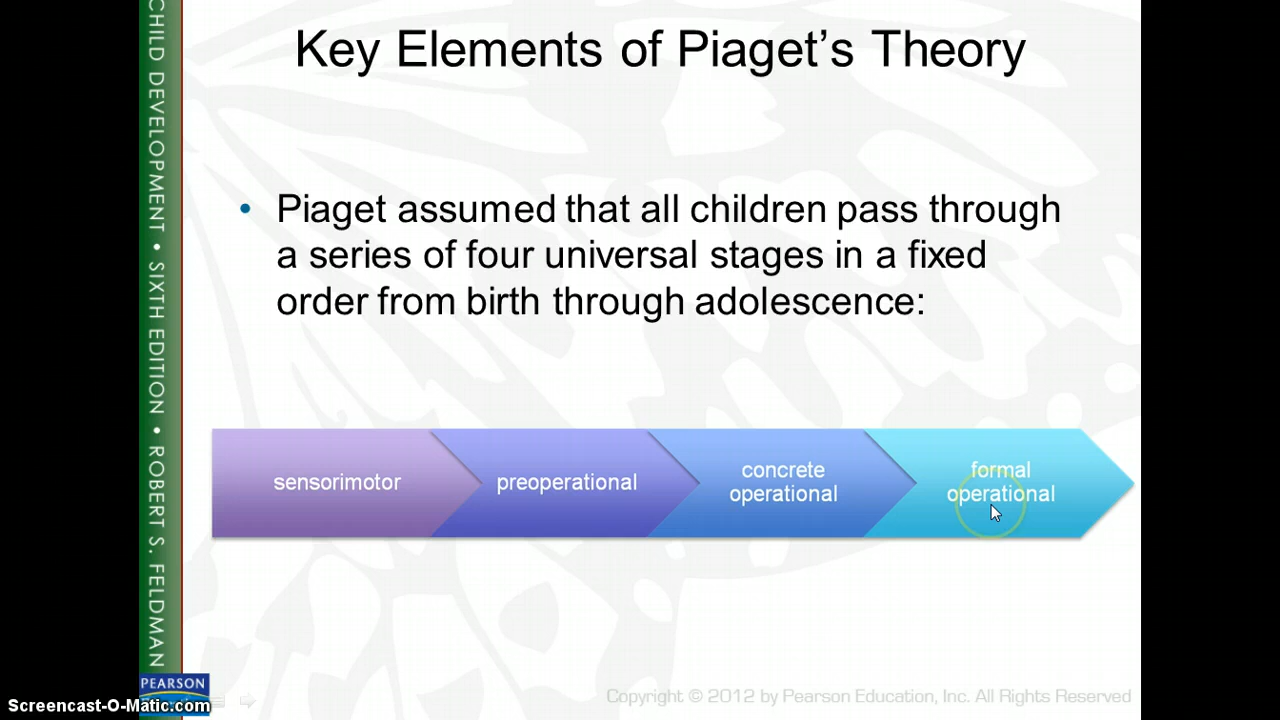 Key Elements of Piaget's Theory
CHILD DEVELOPMENT • SIXTH EDITION • ROBERT S. FELDMAN
• Piaget assumed that all children pass through
a series of four universal stages in a fixed
order from birth through adolescence:
sensorimotor
preoperational
concrete
operational
formal
operational
PEARSON
Screencast-O-Matic.com
Copyright © 2012 by Pearson Education, Inc. All Rights Reserved